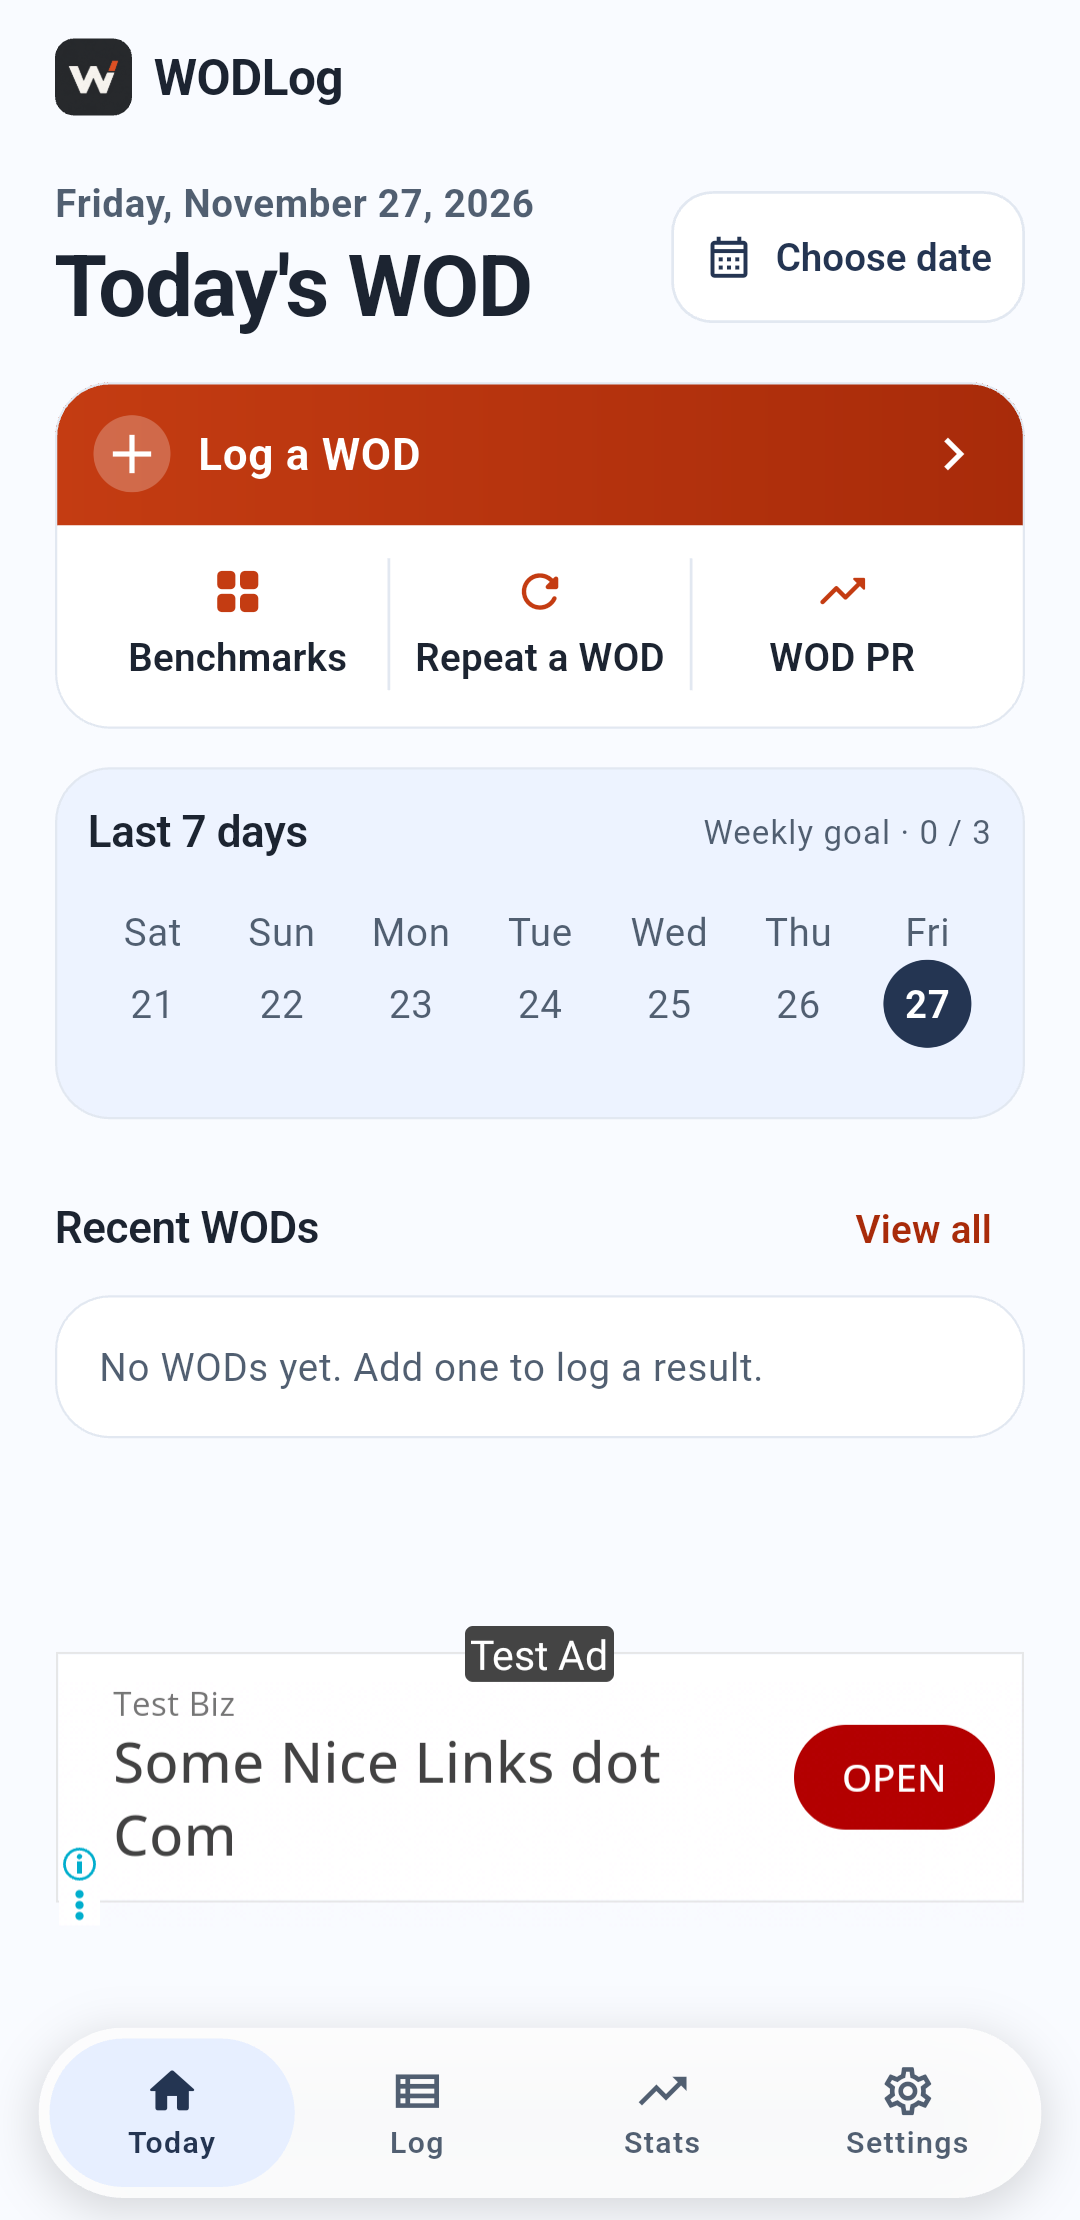 WODLog
Friday, November 27, 2026
Today's WOD
Choose date
Log a WOD
Benchmarks
Repeat a WOD
WOD PR
Last 7 days
Weekly goal · 0 / 3
Sat Sun Mon Tue Wed Thu Fri
21 22 23 24 25 26 27
Recent WODs
View all
No WODs yet. Add one to log a result.
Test Ad
Test Biz
Some Nice Links dot
Com
OPEN
Today
Log
Stats
Settings